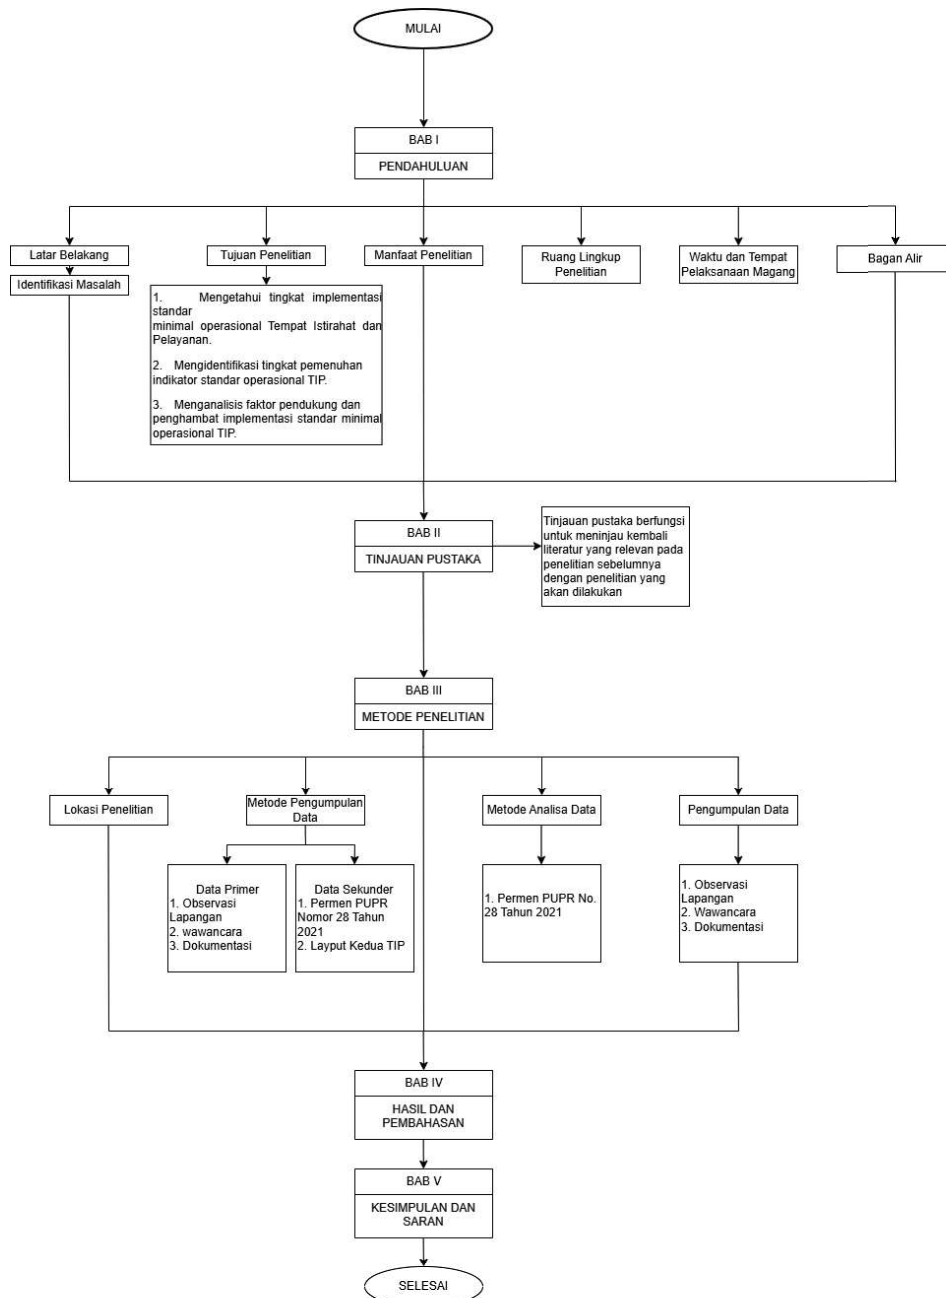 MULAI
BAB I
PENDAHULUAN
Latar Belakang
Identifikasi Masalah
Tujuan Penelitian
1. Mengetahui tingkat implementasi
standar
minimal operasional Tempat Istirahat dan
Pelayanan.
2. Mengidentifikasi tingkat pemenuhan
indikator standar operasional TIP.
3. Menganalisis faktor pendukung dan
penghambat implementasi standar minimal
operasional TIP.
Manfaat Penelitian
Ruang Lingkup
Penelitian
Waktu dan Tempat
Pelaksanaan Magang
Bagan Alir
BAB II
TINJAUAN PUSTAKA
Tinjauan pustaka berfungsi
untuk meninjau kembali
literatur yang relevan pada
penelitian sebelumnya
dengan penelitian yang
akan dilakukan
BAB III
METODE PENELITIAN
Lokasi Penelitian
Metode Pengumpulan
Data
Data Primer
1. Observasi
Lapangan
2. wawancara
3. Dokumentasi
Data Sekunder
1. Permen PUPR
Nomor 28 Tahun
2021
2. Layput Kedua TIP
Metode Analisa Data
1. Permen PUPR No.
28 Tahun 2021
Pengumpulan Data
1. Observasi
Lapangan
2. Wawancara
3. Dokumentasi
BAB IV
HASIL DAN
PEMBAHASAN
BAB V
KESIMPULAN DAN
SARAN
SELESAI